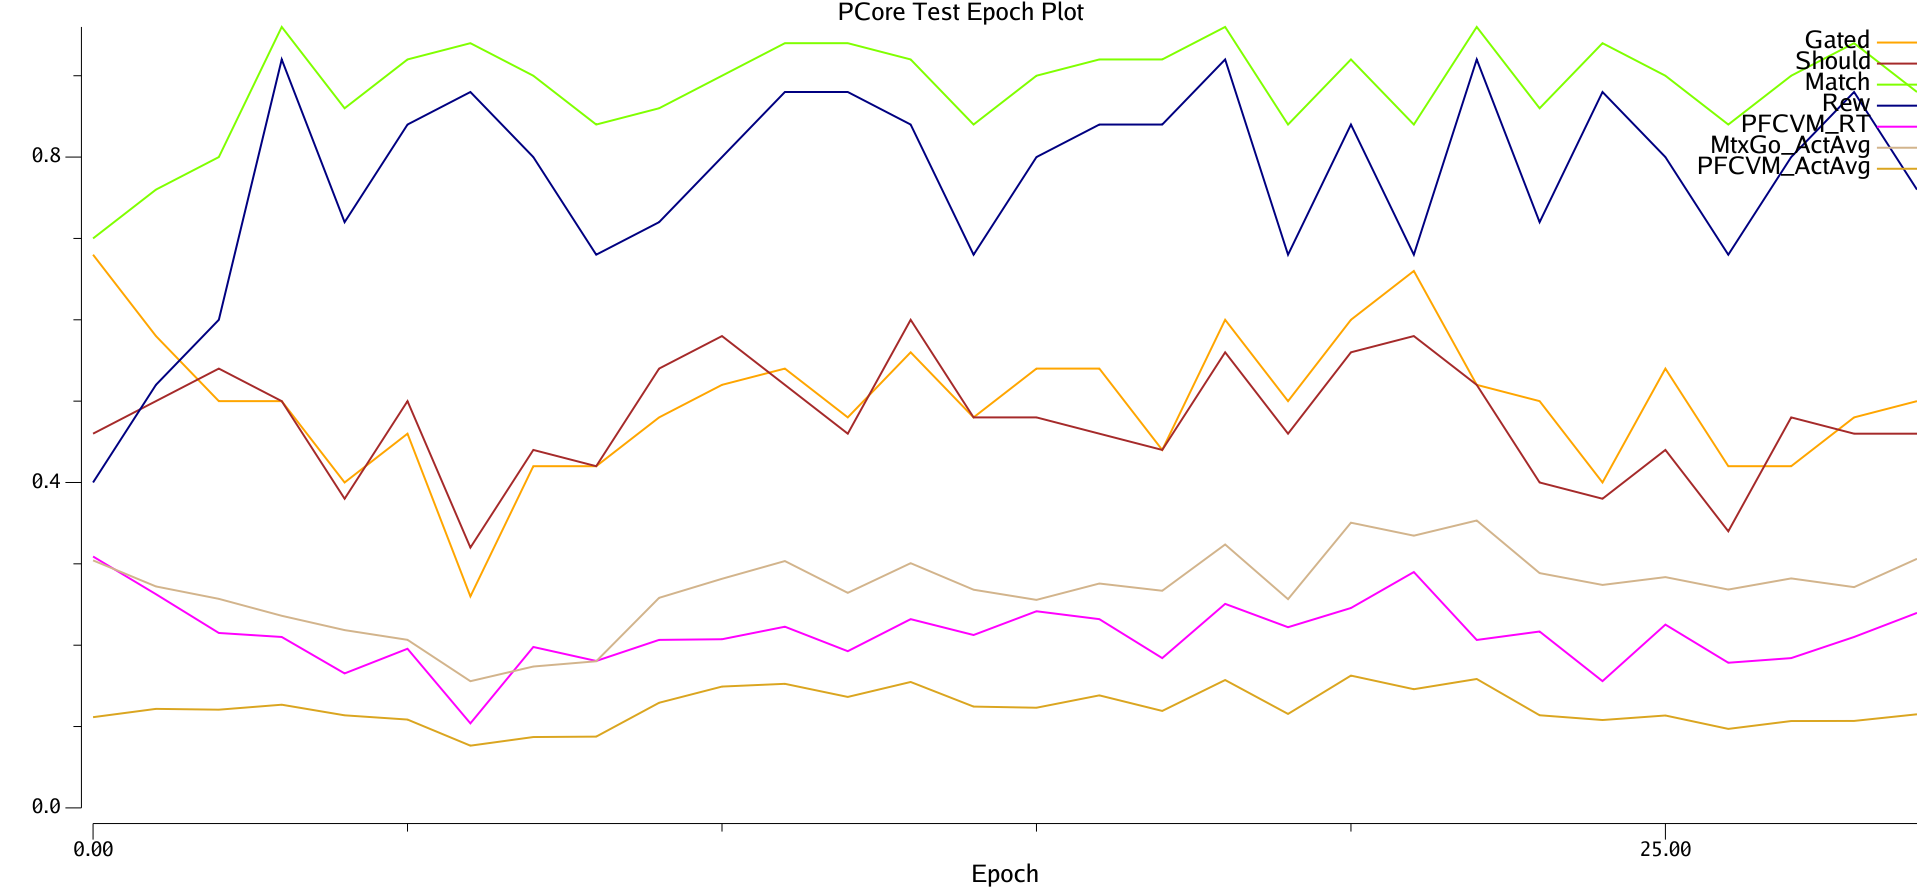 PCore Test Epoch Plot
Gated
Should
Match
Rew
PFCVM_RT
MtxGo_ActAvg
PFCVM_ActAvg
0.8
0.4
0.0
0.00
25.00
Epoch